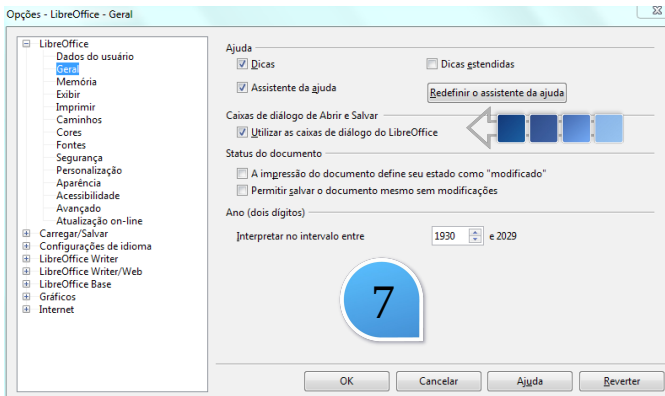 Opções - LibreOffice - Geral
LibreOffice
Dados do usuário
Geral
Memória
Exibir
Imprimir
Caminhos
Cores
Fontes
Segurança
Personalização
Aparência
Acessibilidade
Avançado
Atualização on-line
Carregar/Salvar
Configurações de idioma
LibreOffice Writer
LibreOffice Writer/Web
LibreOffice Base
Gráficos
Internet
Ajuda
Dicas Dicas estendidas
Assistente da ajuda Redefinir o assistente da ajuda
Caixas de diálogo de Abrir e Salvar
Utilizar as caixas de diálogo do LibreOffice
Status do documento
A impressão do documento define seu estado como "modificado"
Permitir salvar o documento mesmo sem modificações
Ano (dois dígitos)
Interpretar no intervalo entre 1930 e 2029
7
OK Cancelar Ajuda Reverter